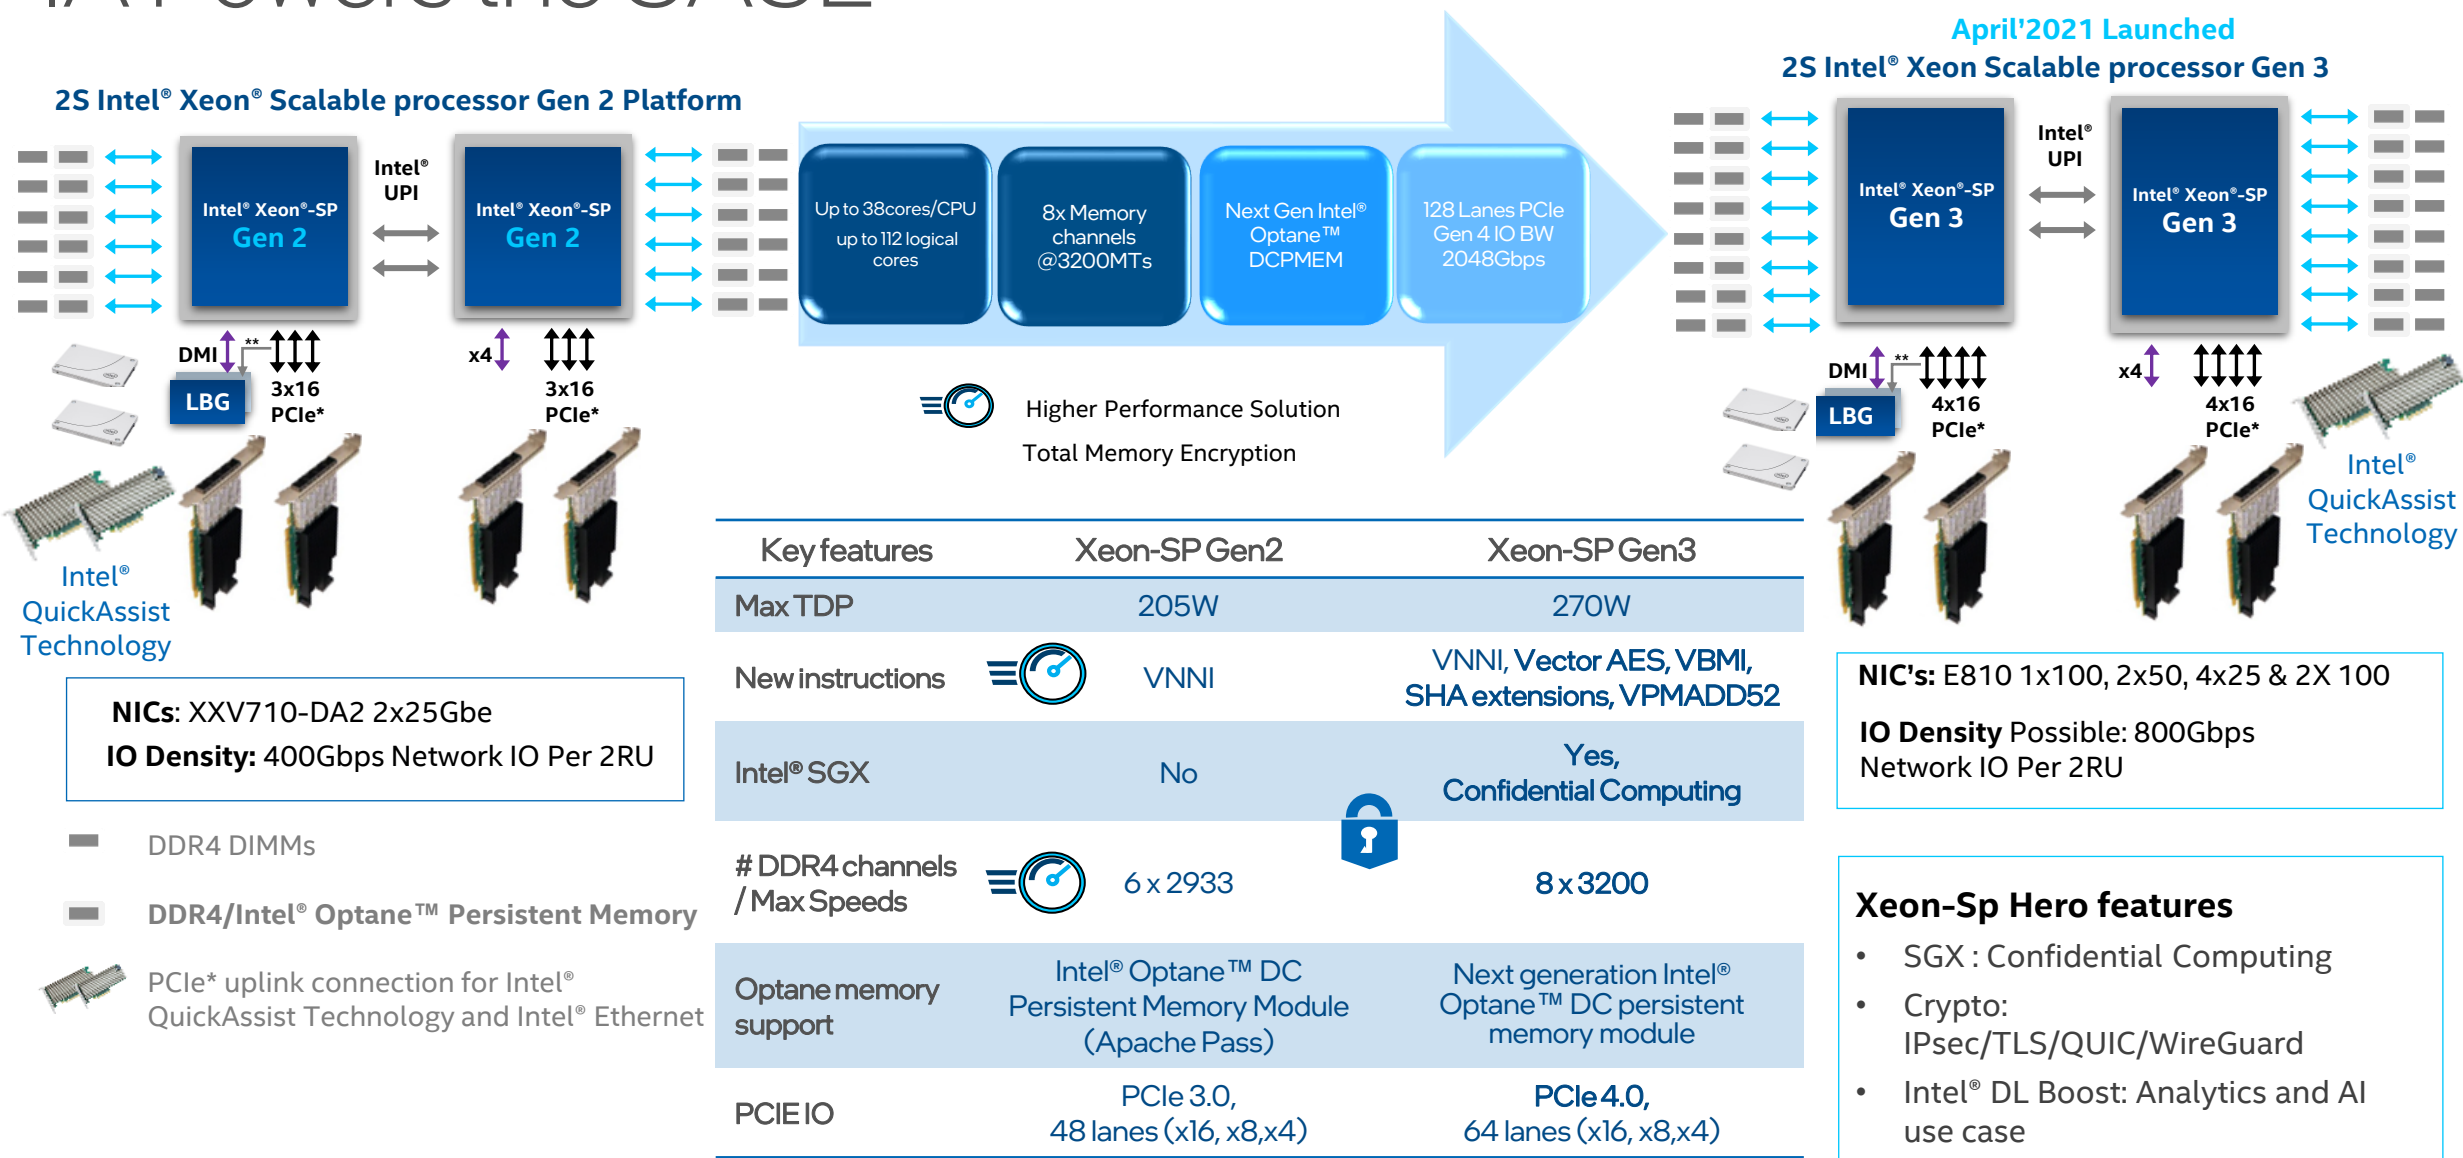 2S Intel® Xeon® Scalable processor Gen 2 Platform
Intel® Xeon®-SP
Gen 2
Intel®
UPI
Intel® Xeon®-SP
Gen 2
DMI
**
LBG
3x16
PCIe*
x4
3x16
PCIe*
Intel®
QuickAssist
Technology
NICs: XXV710-DA2 2x25Gbe
IO Density: 400Gbps Network IO Per 2RU
DDR4 DIMMs
DDR4/Intel® Optane™ Persistent Memory
PCIe* uplink connection for Intel®
QuickAssist Technology and Intel® Ethernet
Up to 38cores/CPU
up to 112 logical
cores
8x Memory
channels
@3200MTs
Next Gen Intel®
Optane™
DCPMEM
128 Lanes PCIe
Gen 4 IO BW
2048Gbps
Higher Performance Solution
Total Memory Encryption
Key features Xeon-SP Gen2 Xeon-SP Gen3
Max TDP 205W 270W
New instructions VNNI
VNNI, Vector AES, VBMI,
SHA extensions, VPMADD52
Intel® SGX No
Yes,
Confidential Computing
# DDR4 channels
/ Max Speeds
6 x 2933 8 x 3200
Optane memory
support
Intel® Optane™ DC
Persistent Memory Module
(Apache Pass)
Next generation Intel®
Optane™ DC persistent
memory module
PCIE IO
PCIe 3.0,
48 lanes (x16, x8,x4)
PCIe 4.0,
64 lanes (x16, x8,x4)
April’2021 Launched
2S Intel® Xeon Scalable processor Gen 3
Intel® Xeon®-SP
Gen 3
Intel®
UPI
Intel® Xeon®-SP
Gen 3
DMI
**
LBG
4x16
PCIe*
x4
4x16
PCIe*
Intel®
QuickAssist
Technology
NIC’s: E810 1x100, 2x50, 4x25 & 2X 100
IO Density Possible: 800Gbps
Network IO Per 2RU
Xeon-Sp Hero features
• SGX : Confidential Computing
• Crypto:
IPsec/TLS/QUIC/WireGuard
• Intel® DL Boost: Analytics and AI
use case